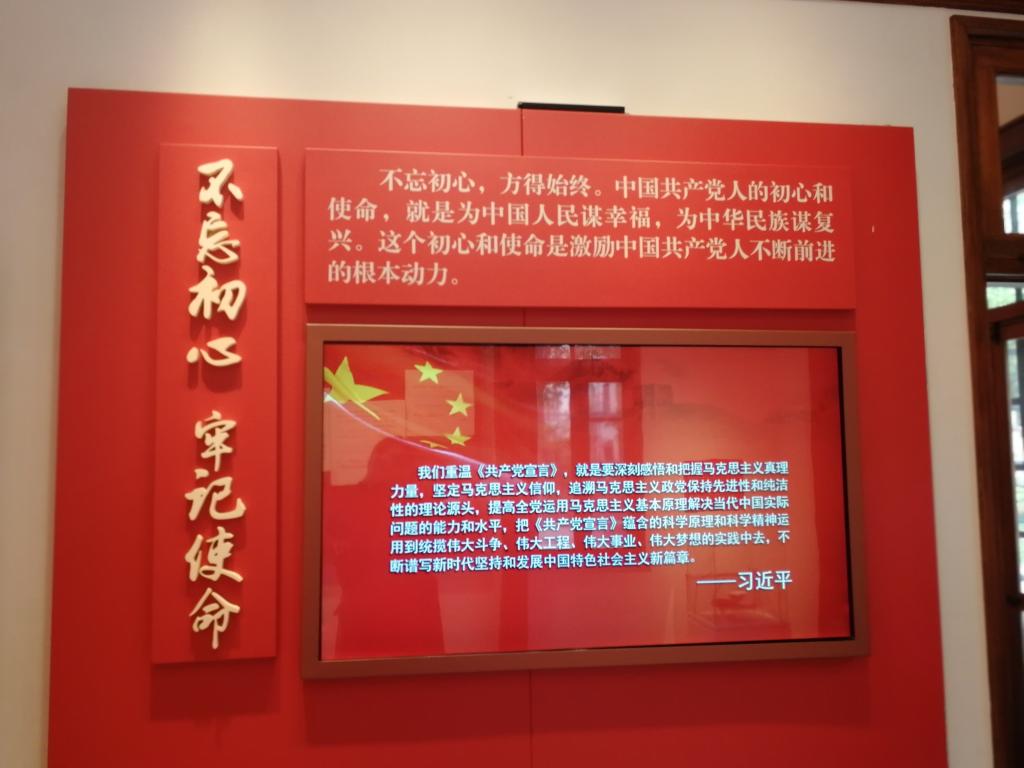 不忘初心 牢记使命
不忘初心，方得始终。中国共产党人的初心和
使命，就是为中国人民谋幸福，为中华民族谋复
兴。这个初心和使命是激励中国共产党人不断前进
的根本动力。
我们重温《共产党宣言》，就是要深刻感悟和把握马克思主义真理
力量，坚定马克思主义信仰，追溯马克思主义政党保持先进性和纯洁
性的理论源头，提高全党运用马克思主义基本原理解决当代中国实际
问题的能力和水平，把《共产党宣言》蕴含的科学原理和科学精神运
用到统揽伟大斗争、伟大工程、伟大事业、伟大梦想的实践中去，不
断谱写新时代坚持和发展中国特色社会主义新篇章。
——习近平